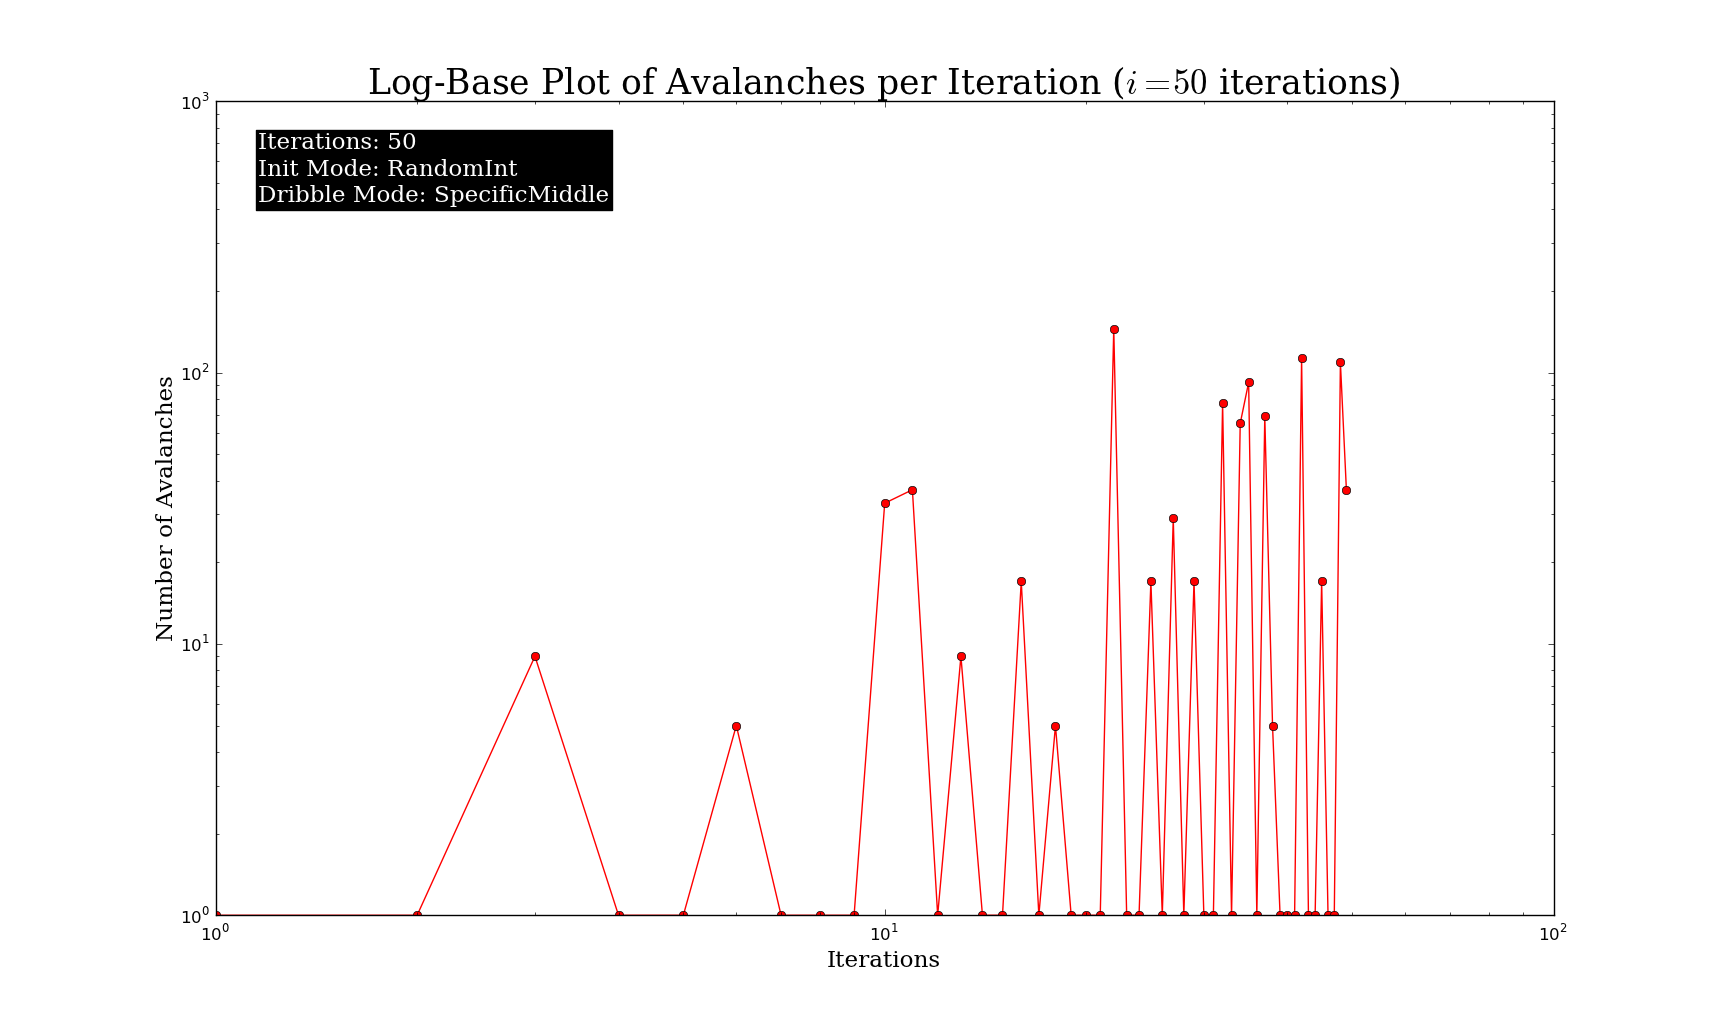 Log-Base Plot of Avalanches per Iteration (i=50 iterations)
10³
Iterations: 50
Init Mode: RandomInt
Dribble Mode: SpecificMiddle
10²
Number of Avalanches
10¹
10⁰
10⁰ 10¹ 10²
Iterations